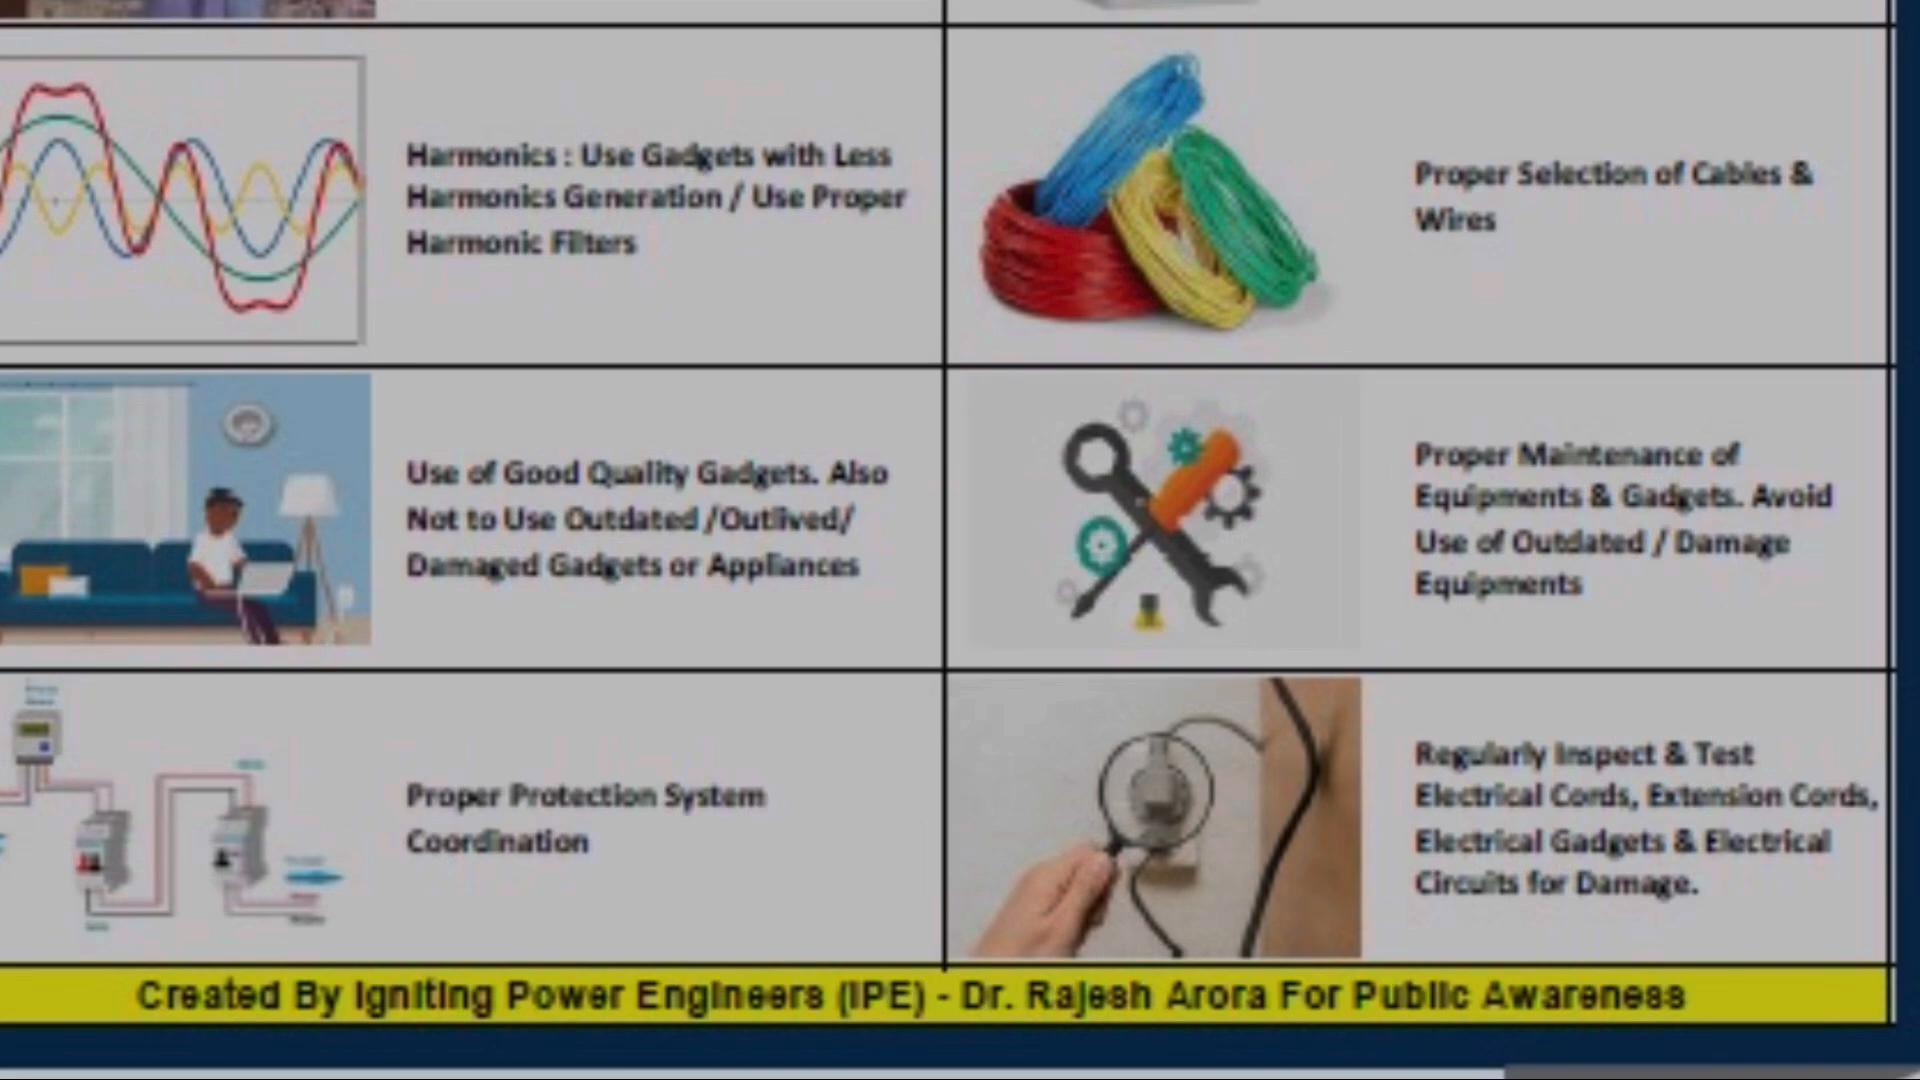 Harmonics : Use Gadgets with Less
Harmonics Generation / Use Proper
Harmonic Filters
Proper Selection of Cables &
Wires
Use of Good Quality Gadgets. Also
Not to Use Outdated /Outlived/
Damaged Gadgets or Appliances
Proper Maintenance of
Equipments & Gadgets. Avoid
Use of Outdated / Damage
Equipments
Proper Protection System
Coordination
Regularly Inspect & Test
Electrical Cords, Extension Cords,
Electrical Gadgets & Electrical
Circuits for Damage.
Created By Igniting Power Engineers (IPE) - Dr. Rajesh Arora For Public Awareness